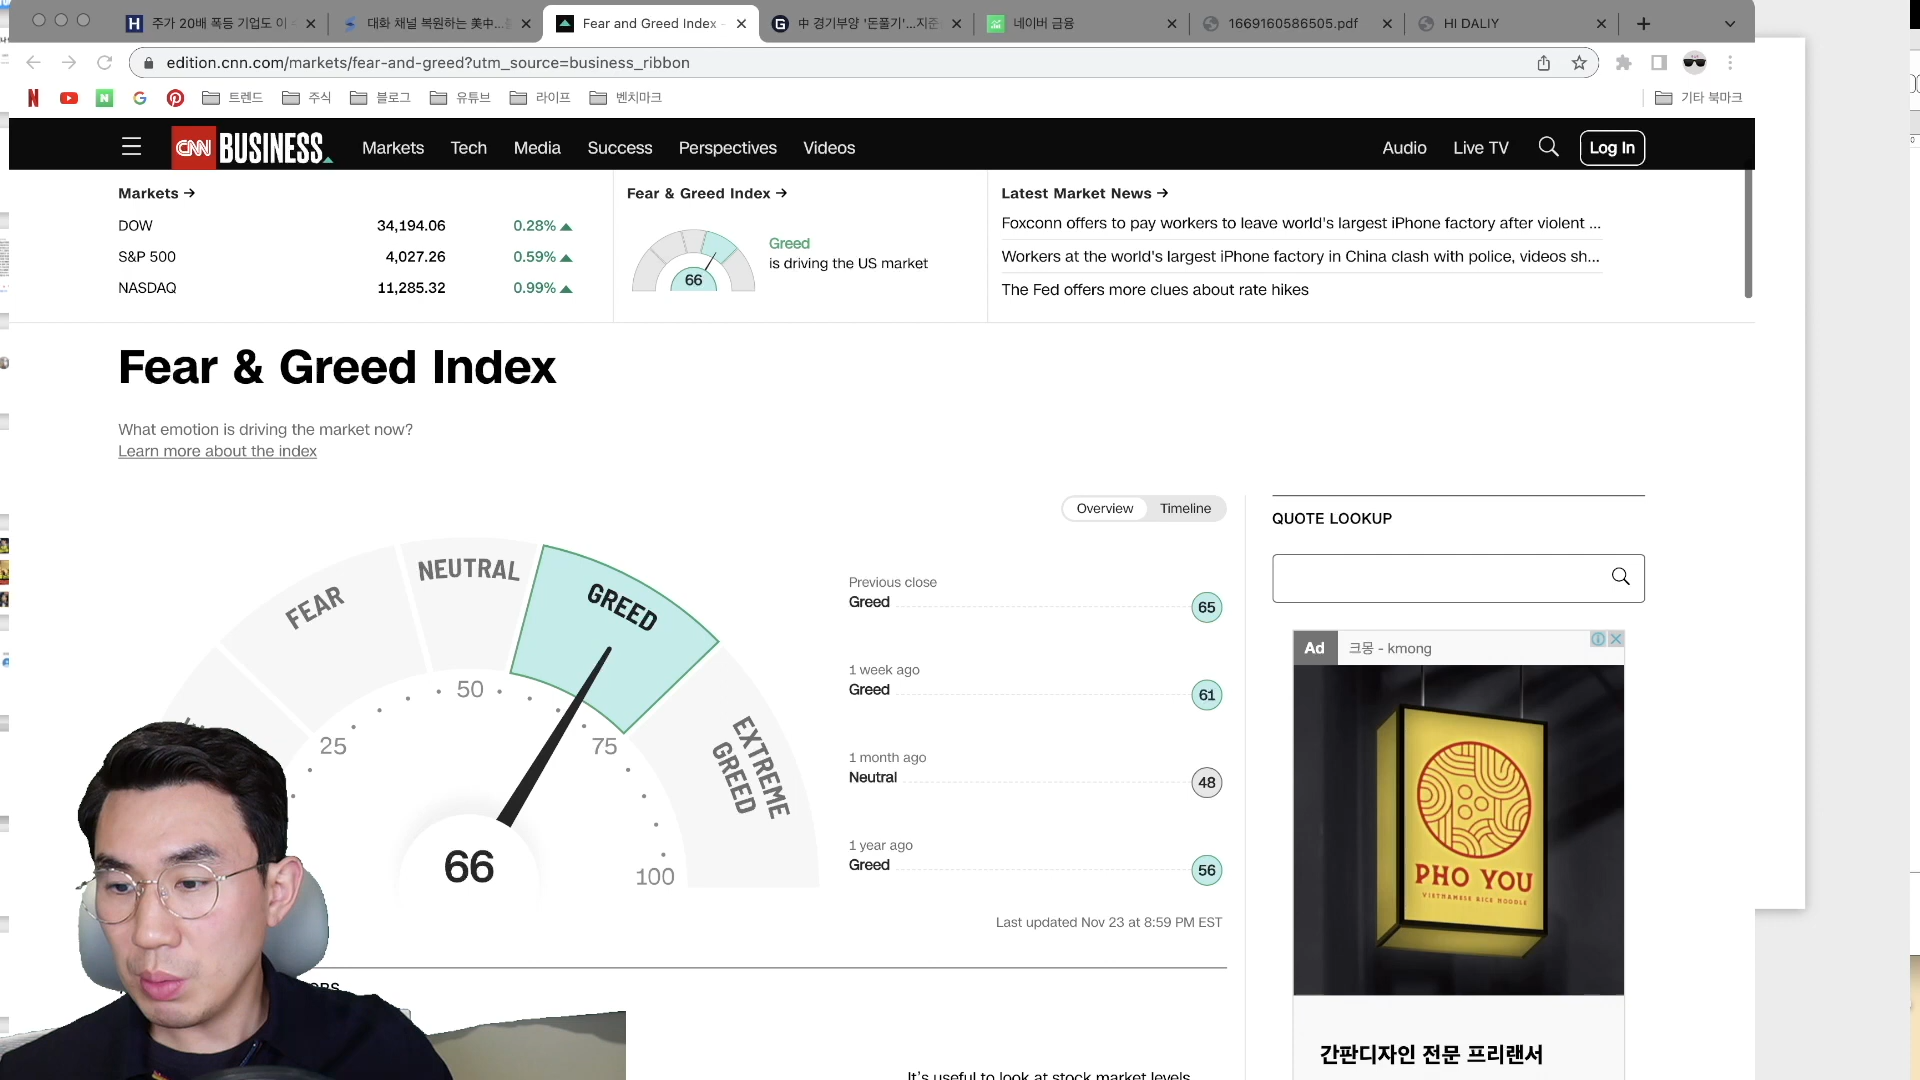 주가 20배 폭등 기업도 이
대화 채널 복원하는 美中...
Fear and Greed Index -
中 경기부양 '돈풀기'...지준
네이버 금융
1669160586505.pdf
HI DALIY
edition.cnn.com/markets/fear-and-greed?utm_source=business_ribbon
트렌드
주식
블로그
유튜브
라이프
벤치마크
기타 북마크
CNN BUSINESS
Markets
Tech
Media
Success
Perspectives
Videos
Audio
Live TV
Log In
Markets →
DOW 34,194.06 0.28%
S&P 500 4,027.26 0.59%
NASDAQ 11,285.32 0.99%
Fear & Greed Index →
66
Greed
is driving the US market
Latest Market News →
Foxconn offers to pay workers to leave world's largest iPhone factory after violent ...
Workers at the world's largest iPhone factory in China clash with police, videos sh...
The Fed offers more clues about rate hikes
Fear & Greed Index
What emotion is driving the market now?
Learn more about the index
Overview
Timeline
FEAR
NEUTRAL
GREED
EXTREME
GREED
25
50
75
100
66
Previous close
Greed 65
1 week ago
Greed 61
1 month ago
Neutral 48
1 year ago
Greed 56
Last updated Nov 23 at 8:59 PM EST
QUOTE LOOKUP
Ad
크몽 - kmong
PHO YOU
VIETNAMESE RICE NOODLE
간판디자인 전문 프리랜서
It's useful to look at stock market levels